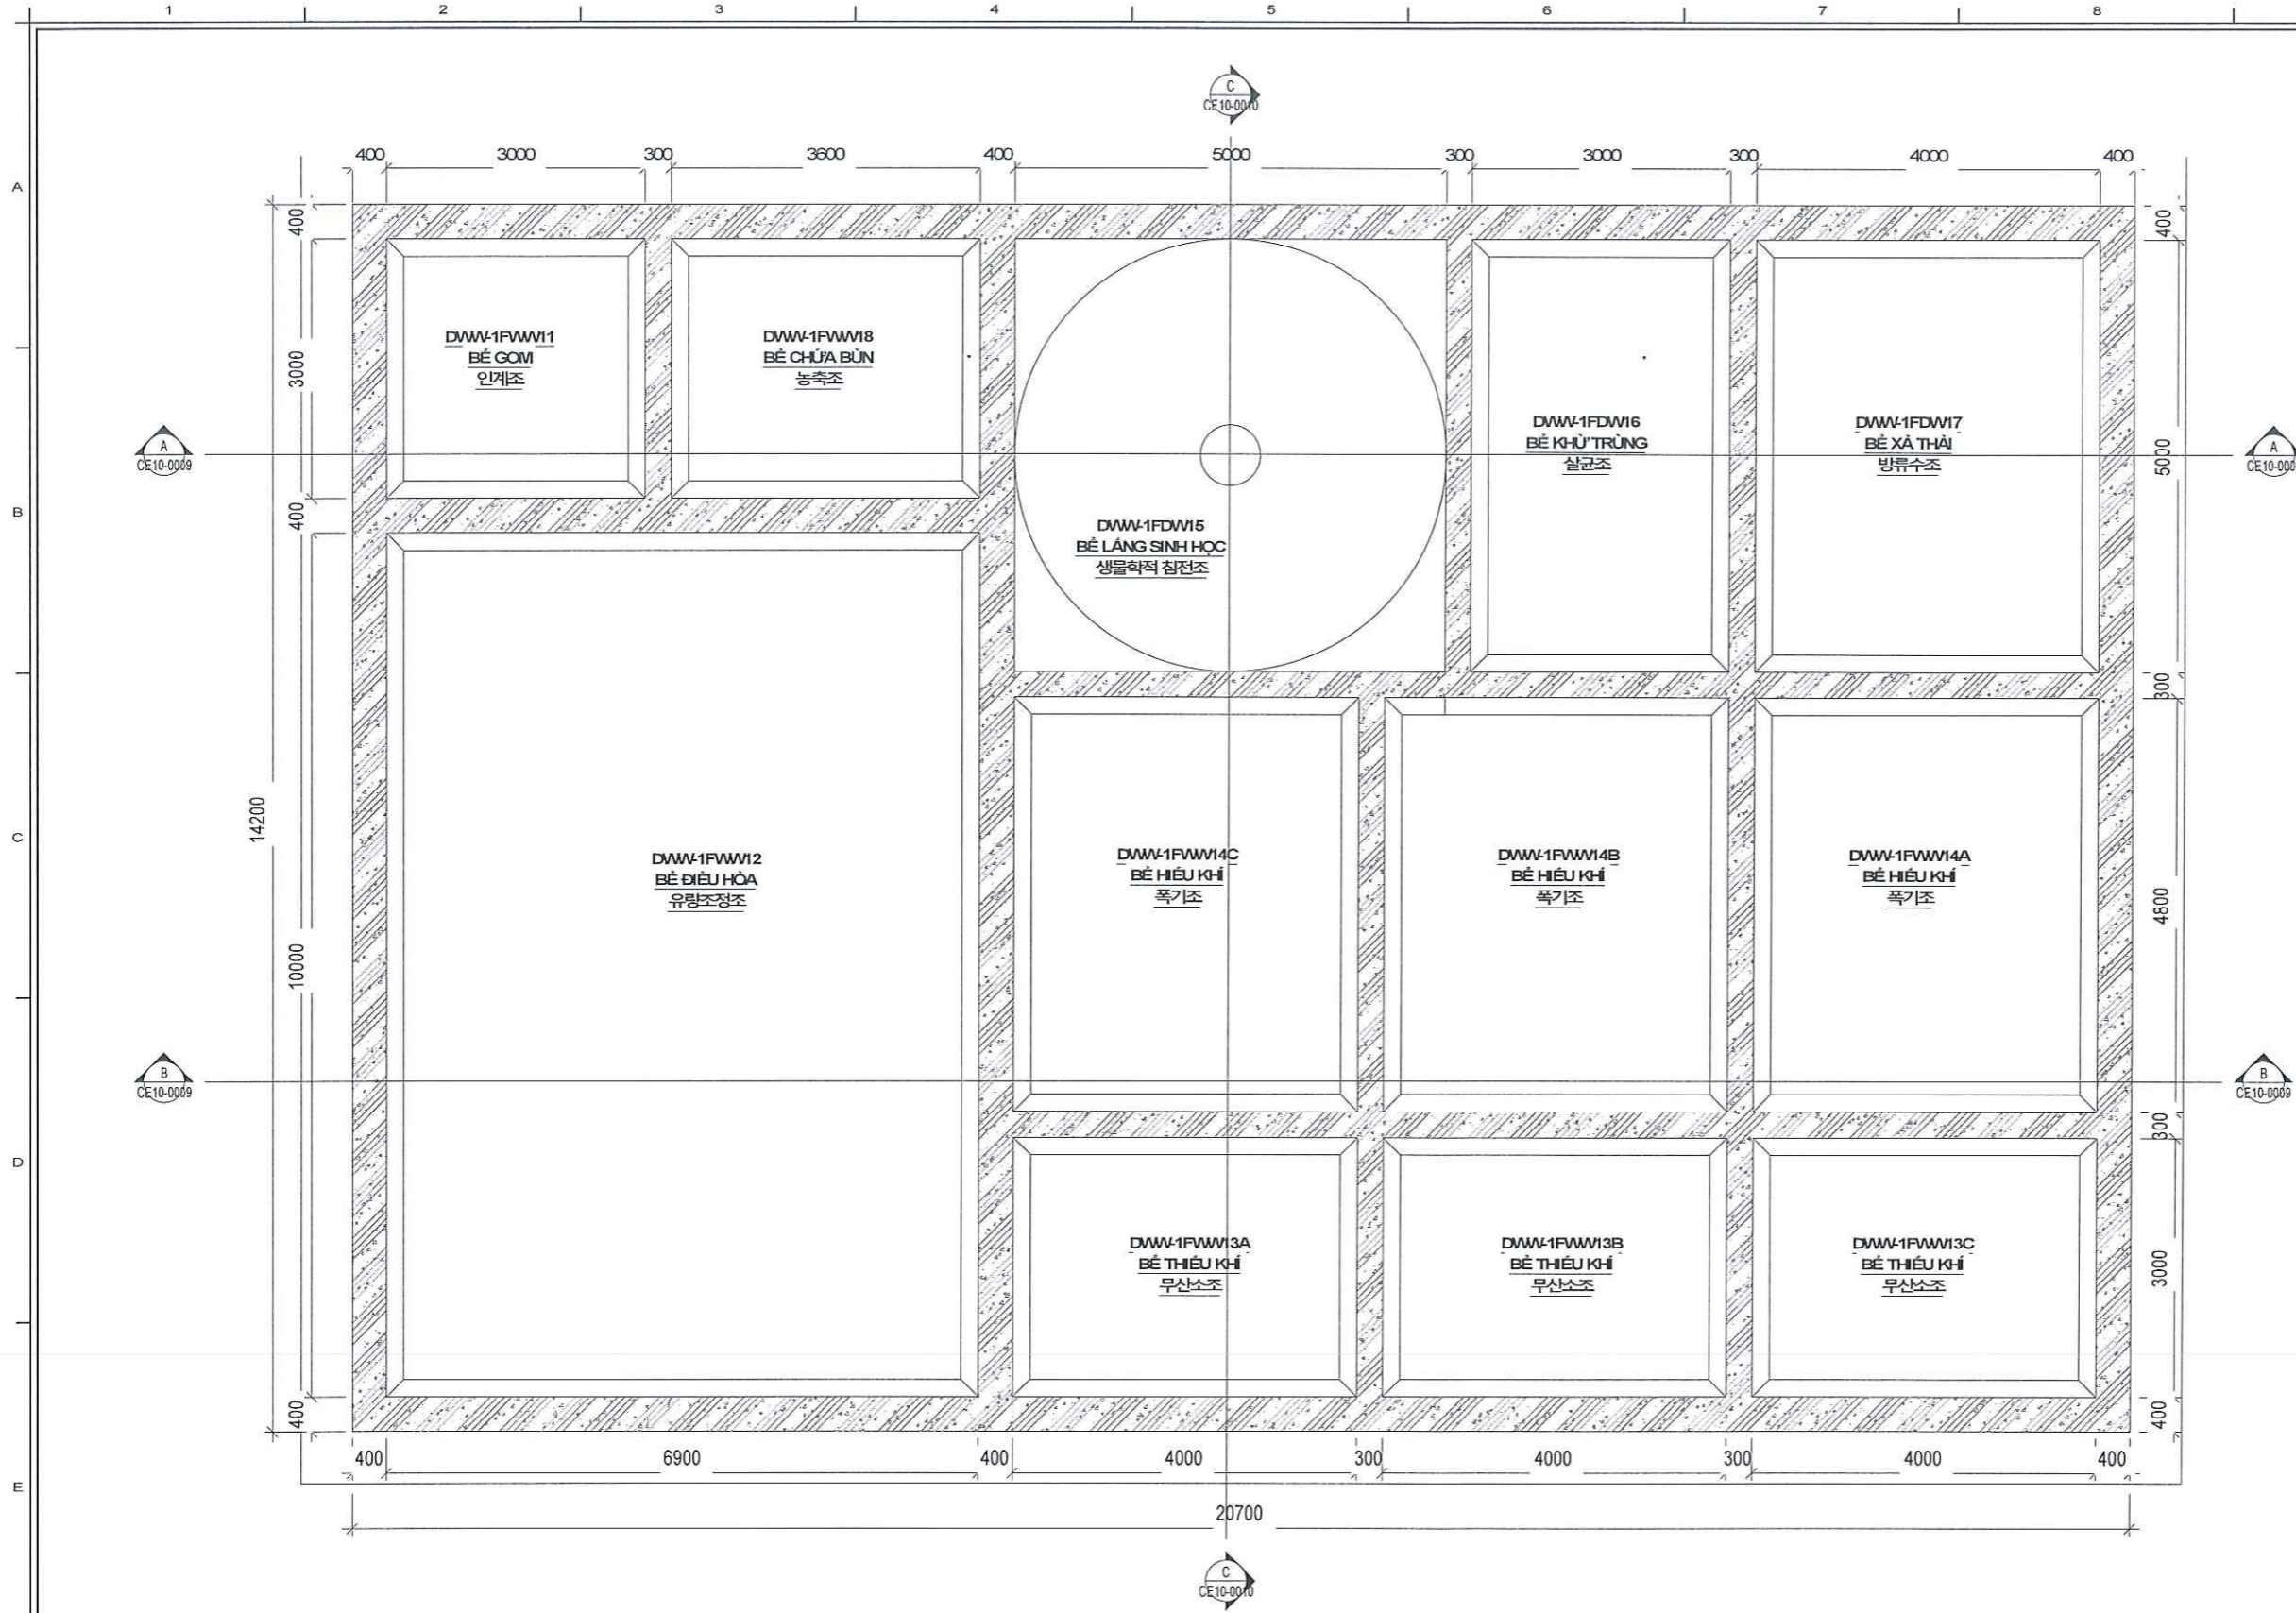 1 2 3 4 5 6 7 8
C
CE10-0010
400 3000 300 3600 400 5000 300 3000 300 4000 400
A
400
400
DWW-1FWW11
BỂ GOM
인계조
DWW-1FWW18
BỂ CHỨA BÙN
농축조
3000
DWW-1FDW16
BỂ KHỬ TRÙNG
살균조
DWW-1FDW17
BỂ XẢ THẢI
방류수조
5000
A
CE10-0009
A
CE10-000
B
400
DWW-1FDW15
BỂ LẮNG SINH HỌC
생물학적 침전조
300
14200
C
DWW-1FWW12
BỂ ĐIỀU HÒA
유량조정조
DWW-1FWW14C
BỂ HIẾU KHÍ
폭기조
DWW-1FWW14B
BỂ HIẾU KHÍ
폭기조
DWW-1FWW14A
BỂ HIẾU KHÍ
폭기조
4800
10000
B
CE10-0009
B
CE10-0009
300
D
DWW-1FWW13A
BỂ THIẾU KHÍ
무산소조
DWW-1FWW13B
BỂ THIẾU KHÍ
무산소조
DWW-1FWW13C
BỂ THIẾU KHÍ
무산소조
3000
400
400
400 6900 400 4000 300 4000 300 4000 400
E
20700
C
CE10-0010